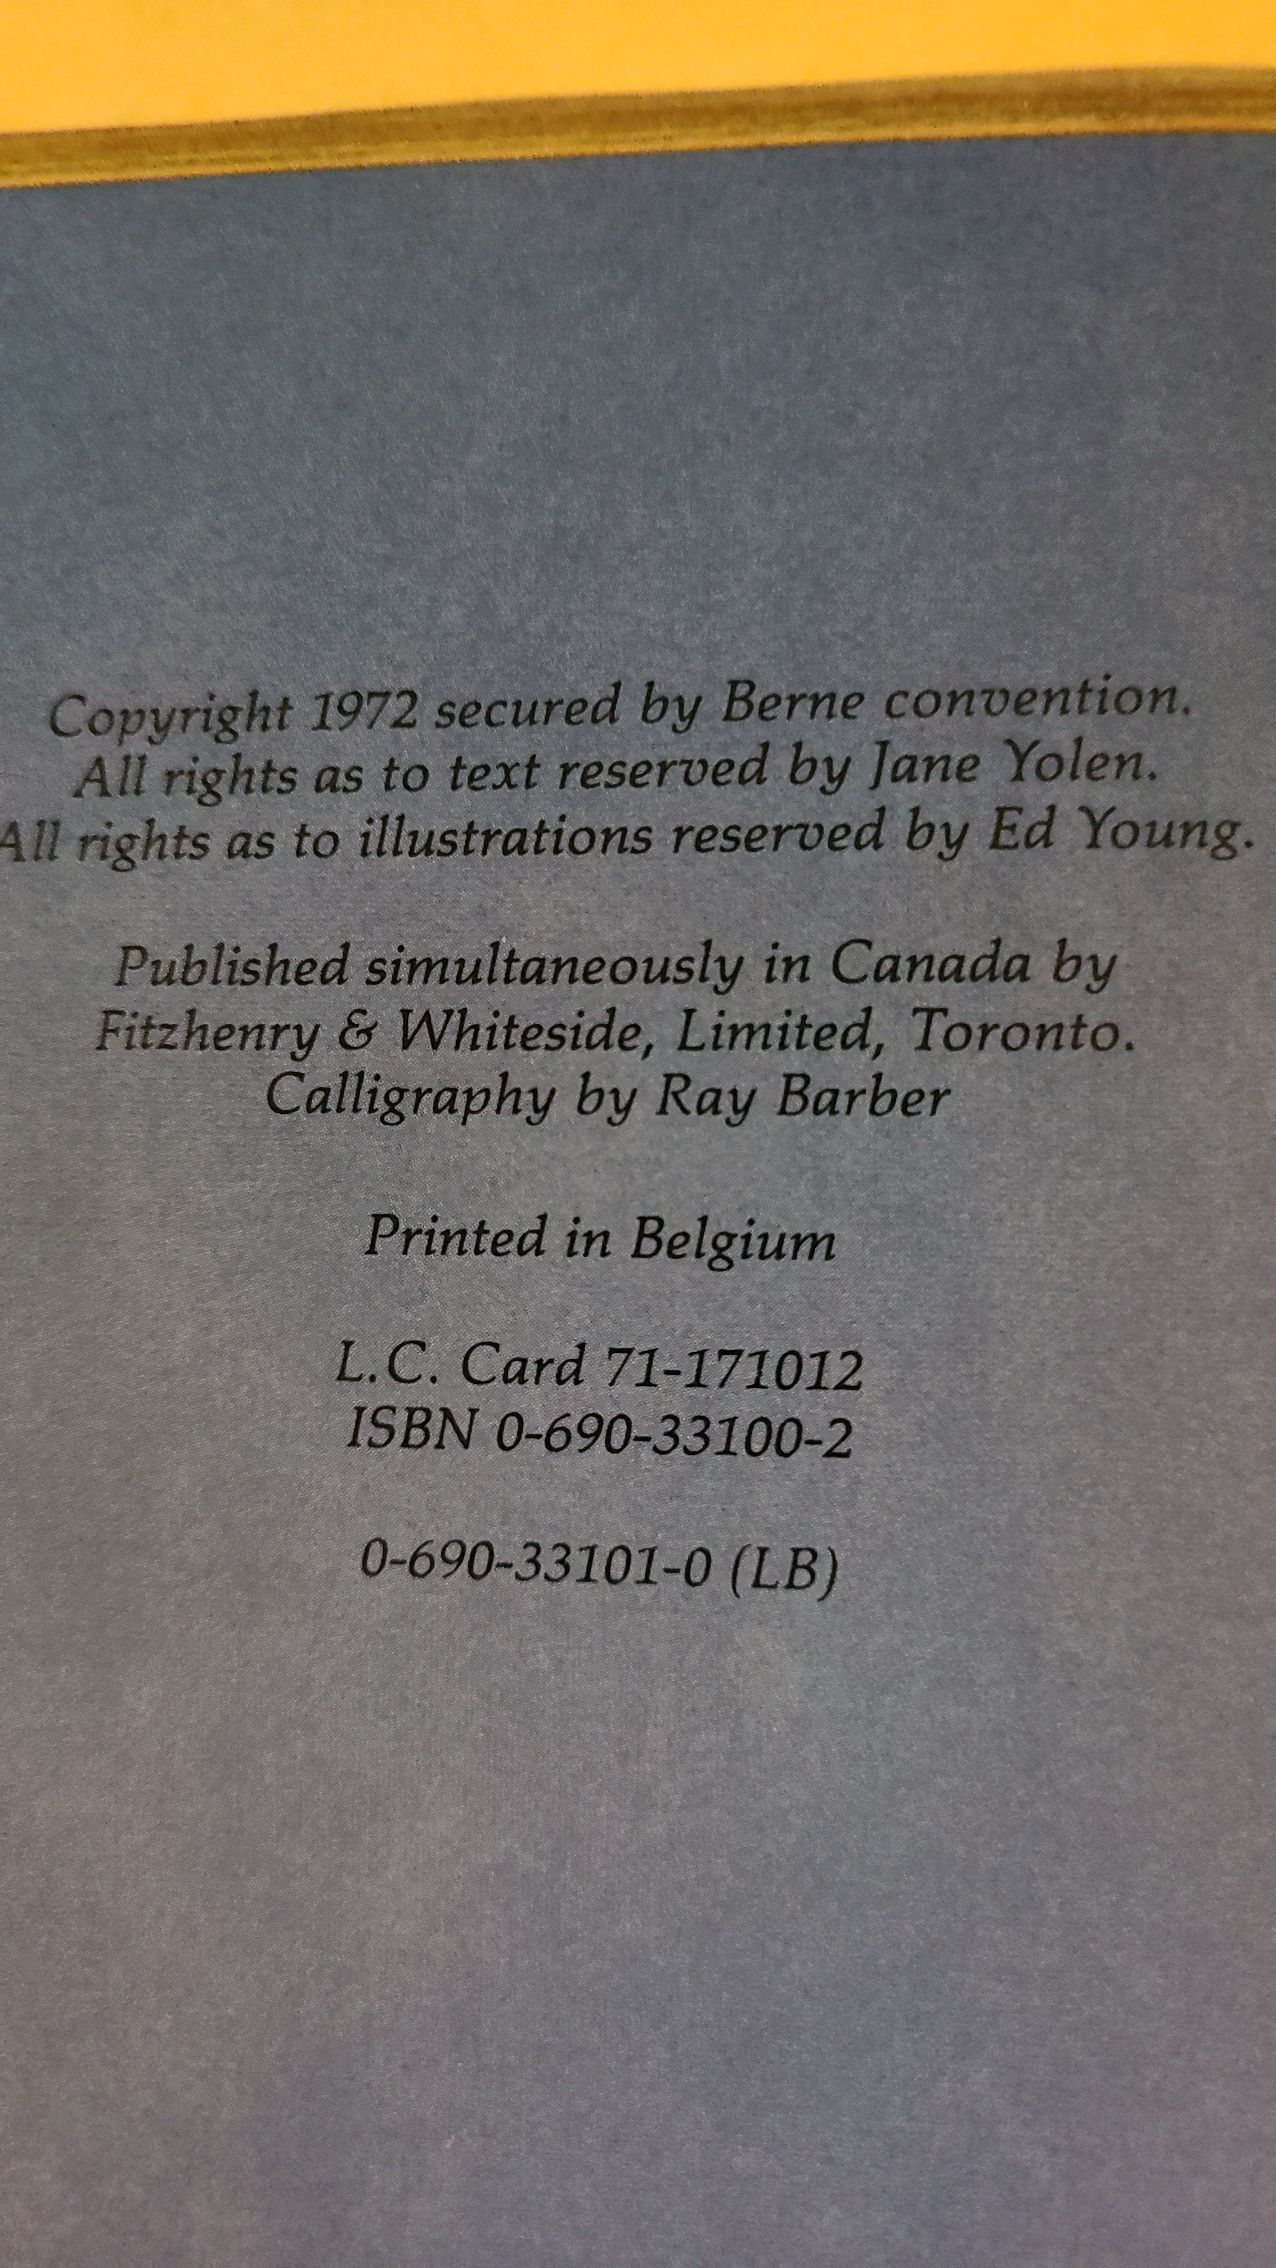 Copyright 1972 secured by Berne convention.
All rights as to text reserved by Jane Yolen.
All rights as to illustrations reserved by Ed Young.
Published simultaneously in Canada by
Fitzhenry & Whiteside, Limited, Toronto.
Calligraphy by Ray Barber
Printed in Belgium
L.C. Card 71-171012
ISBN 0-690-33100-2
0-690-33101-0 (LB)